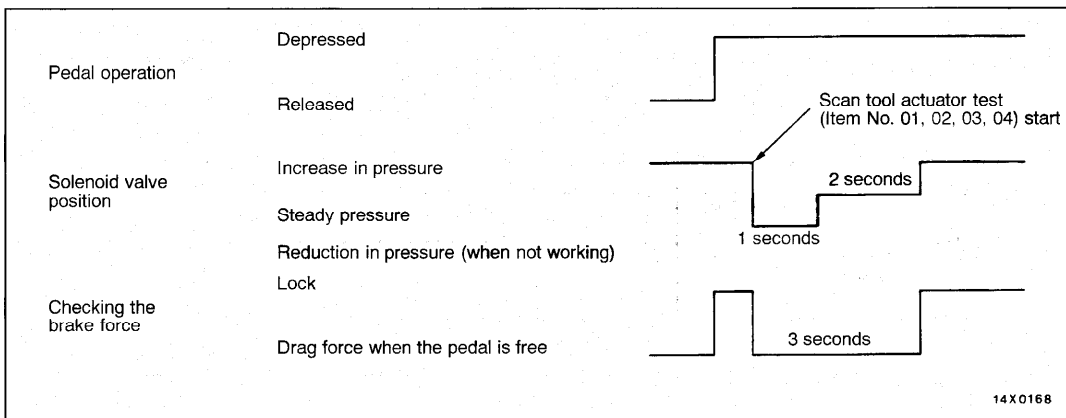 Depressed
Pedal operation
Released
Scan tool actuator test
(Item No. 01, 02, 03, 04) start
Increase in pressure
Solenoid valve
position
2 seconds
Steady pressure
1 seconds
Reduction in pressure (when not working)
Lock
Checking the
brake force
3 seconds
Drag force when the pedal is free
14X0168